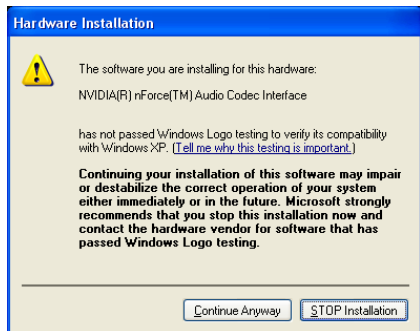 Hardware Installation
The software you are installing for this hardware:
NVIDIA(R) nForce(TM) Audio Codec Interface
has not passed Windows Logo testing to verify its compatibility
with Windows XP. (Tell me why this testing is important.)
Continuing your installation of this software may impair
or destabilize the correct operation of your system
either immediately or in the future. Microsoft strongly
recommends that you stop this installation now and
contact the hardware vendor for software that has
passed Windows Logo testing.
Continue Anyway
STOP Installation